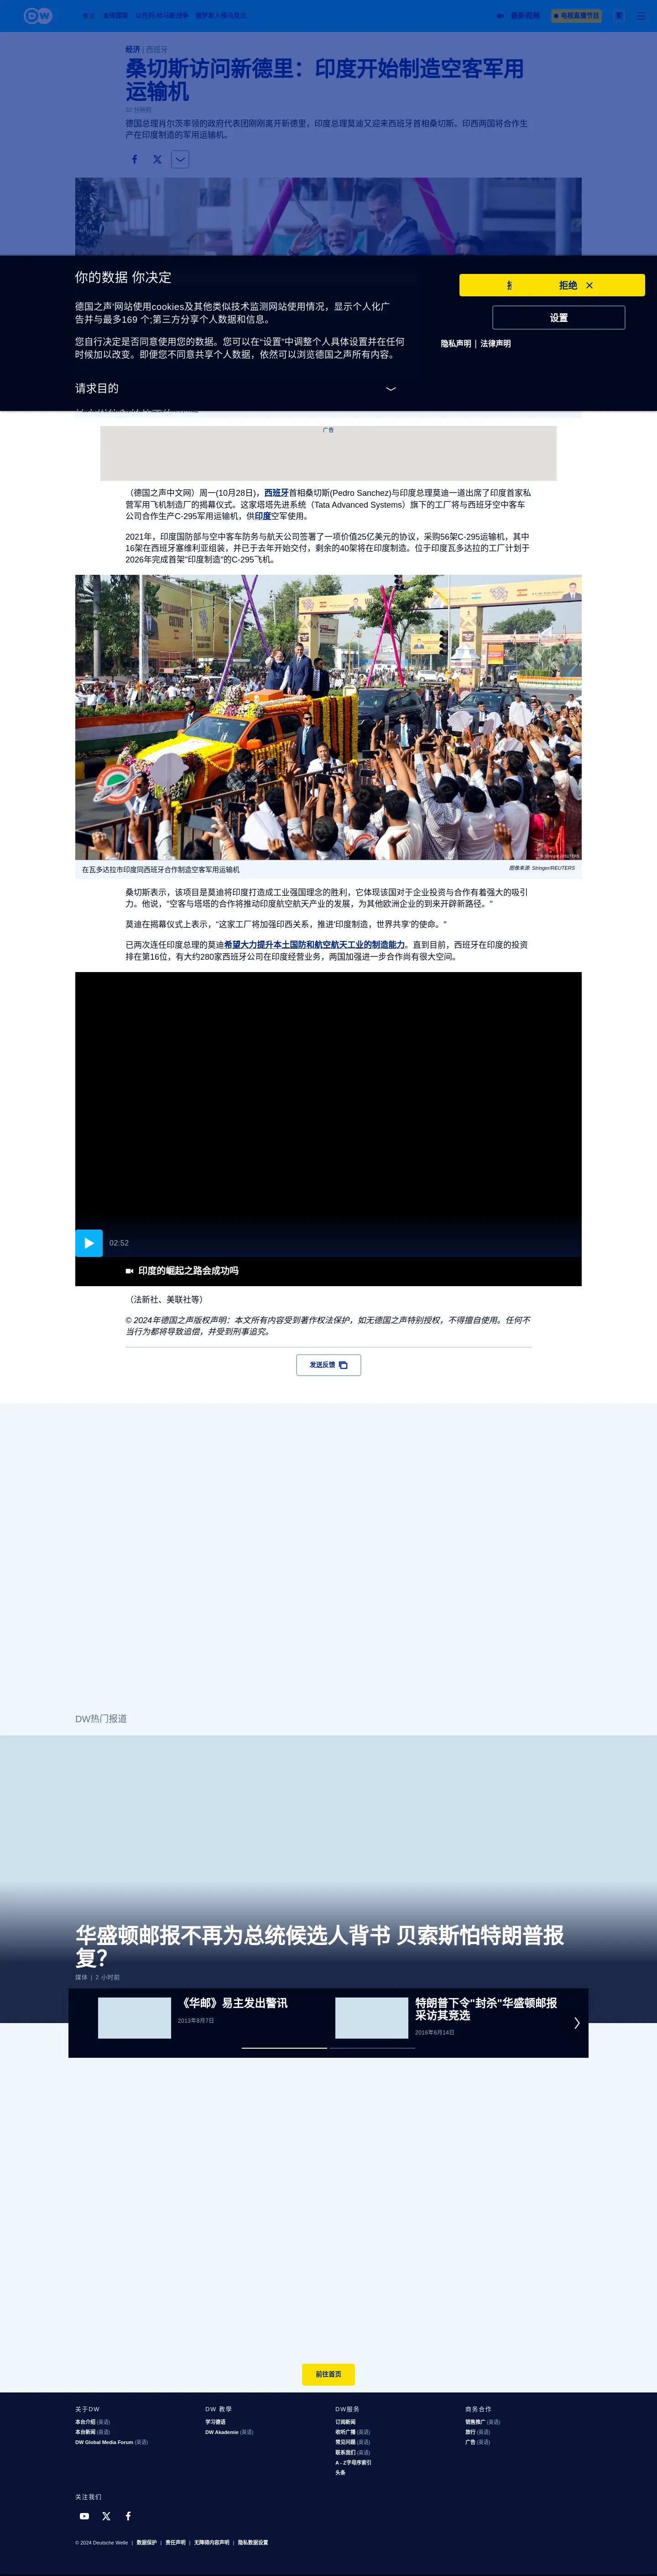 DW
焦点
金砖国家
以色列-哈马斯战争
俄罗斯入侵乌克兰
最新视频
电视直播节目
繁
经济 | 西班牙
桑切斯访问新德里：印度开始制造空客军用
运输机
德国总理肖尔茨率领的政府代表团刚刚离开新德里，印度总理莫迪又迎来西班牙首相桑切斯。印西两国将合作生
产在印度制造的军用运输机。
你的数据 你决定
德国之声'网站使用cookies及其他类似技术监测网站使用情况，显示个人化广
告并与最多169 个;第三方分享个人数据和信息。
您自行决定是否同意使用您的数据。您可以在“设置”中调整个人具体设置并在任何
时候加以改变。即便您不同意共享个人数据，依然可以浏览德国之声所有内容。
请求目的
拒绝
设置
隐私声明 | 法律声明
广告
（德国之声中文网）周一(10月28日)，西班牙首相桑切斯(Pedro Sanchez)与印度总理莫迪一道出席了印度首家私
营军用飞机制造厂的揭幕仪式。这家塔塔先进系统（Tata Advanced Systems）旗下的工厂将与西班牙空中客车
公司合作生产C-295军用运输机，供印度空军使用。
2021年，印度国防部与空中客车防务与航天公司签署了一项价值25亿美元的协议，采购56架C-295运输机，其中
16架在西班牙塞维利亚组装，并已于去年开始交付，剩余的40架将在印度制造。位于印度瓦多达拉的工厂计划于
2026年完成首架“印度制造”的C-295飞机。
在瓦多达拉市印度同西班牙合作制造空客军用运输机
图像来源: Stringer/REUTERS
桑切斯表示，该项目是莫迪将印度打造成工业强国理念的胜利，它体现该国对于企业投资与合作有着强大的吸引
力。他说，"空客与塔塔的合作将推动印度航空航天产业的发展，为其他欧洲企业的到来开辟新路径。"
莫迪在揭幕仪式上表示，"这家工厂将加强印西关系，推进'印度制造，世界共享'的使命。"
已两次连任印度总理的莫迪希望大力提升本土国防和航空航天工业的制造能力。直到目前，西班牙在印度的投资
排在第16位，有大约280家西班牙公司在印度经营业务，两国加强进一步合作尚有很大空间。
02:52
印度的崛起之路会成功吗
（法新社、美联社等）
© 2024年德国之声版权声明：本文所有内容受到著作权法保护，如无德国之声特别授权，不得擅自使用。任何不
当行为都将导致追偿，并受到刑事追究。
发送反馈
DW热门报道
华盛顿邮报不再为总统候选人背书 贝索斯怕特朗普报
复？
媒体 | 2 小时前
《华邮》易主发出警讯
2013年8月7日
特朗普下令"封杀"华盛顿邮报
采访其竞选
2016年6月14日
前往首页
关于DW
本台介绍 (英语)
本台新闻 (英语)
DW Global Media Forum (英语)
DW 教學
学习德语
DW Akademie (英语)
DW服务
订阅新闻
收听广播 (英语)
常见问题 (英语)
联系我们 (英语)
A - Z字母序索引
头条
商务合作
销售推广 (英语)
旅行 (英语)
广告 (英语)
关注我们
© 2024 Deutsche Welle | 数据保护 | 责任声明 | 无障碍内容声明 | 隐私数据设置